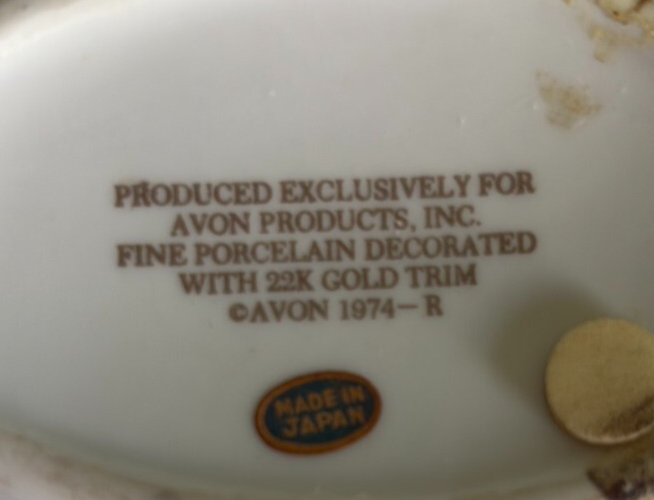 PRODUCED EXCLUSIVELY FOR
AVON PRODUCTS, INC.
FINE PORCELAIN DECORATED
WITH 22K GOLD TRIM
©AVON 1974—R
MADE IN
JAPAN